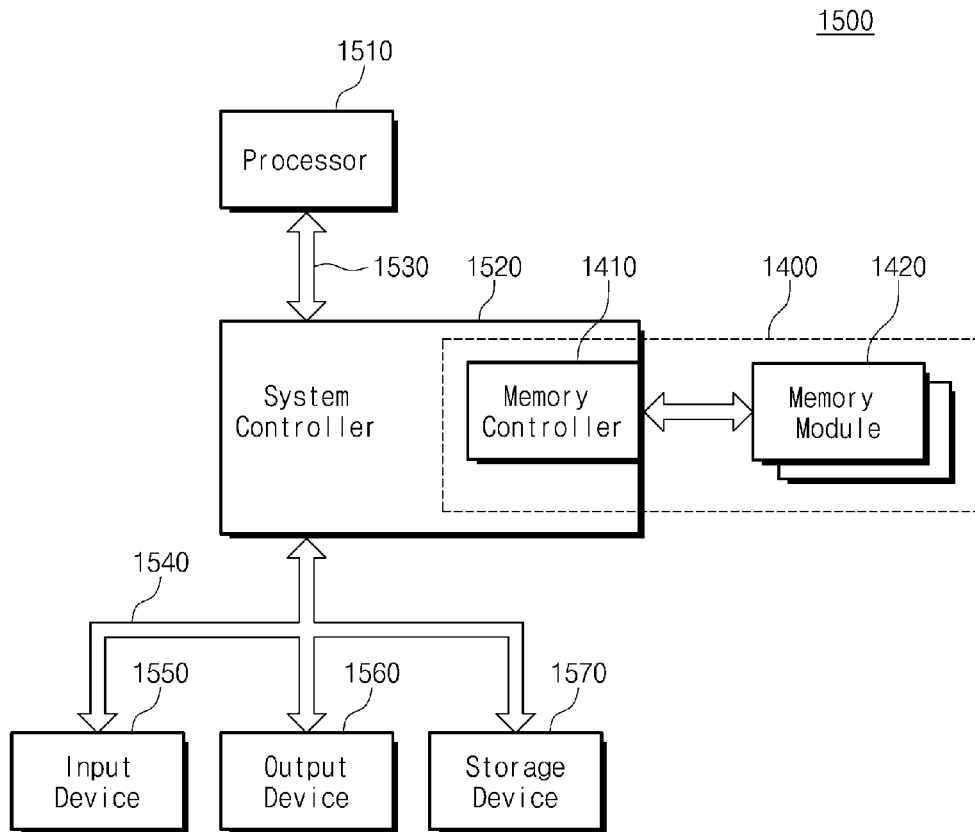 1500
1510
Processor
1530
1520
1410
1400
1420
System
Controller
Memory
Controller
Memory
Module
1540
1550
1560
1570
Input
Device
Output
Device
Storage
Device